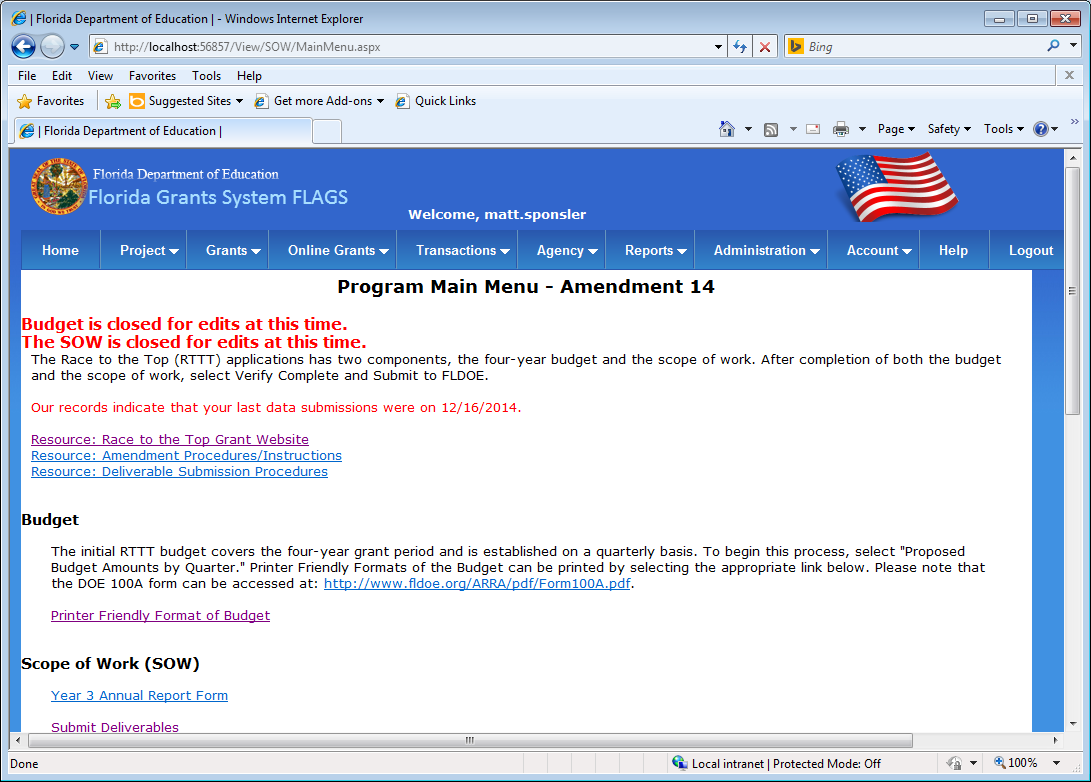 | Florida Department of Education | - Windows Internet Explorer
http://localhost:56857/View/SOW/MainMenu.aspx
Bing
File Edit View Favorites Tools Help
Favorites Suggested Sites Get more Add-ons Quick Links
| Florida Department of Education |
Page Safety Tools
Florida Department of Education
Florida Grants System FLAGS
Welcome, matt.sponsler
Home Project Grants Online Grants Transactions Agency Reports Administration Account Help Logout
Program Main Menu - Amendment 14
Budget is closed for edits at this time.
The SOW is closed for edits at this time.
The Race to the Top (RTTT) applications has two components, the four-year budget and the scope of work. After completion of both the budget
and the scope of work, select Verify Complete and Submit to FLDOE.
Our records indicate that your last data submissions were on 12/16/2014.
Resource: Race to the Top Grant Website
Resource: Amendment Procedures/Instructions
Resource: Deliverable Submission Procedures
Budget
The initial RTTT budget covers the four-year grant period and is established on a quarterly basis. To begin this process, select "Proposed
Budget Amounts by Quarter." Printer Friendly Formats of the Budget can be printed by selecting the appropriate link below. Please note that
the DOE 100A form can be accessed at: http://www.fldoe.org/ARRA/pdf/Form100A.pdf.
Printer Friendly Format of Budget
Scope of Work (SOW)
Year 3 Annual Report Form
Submit Deliverables
Done
Local intranet | Protected Mode: Off
100%